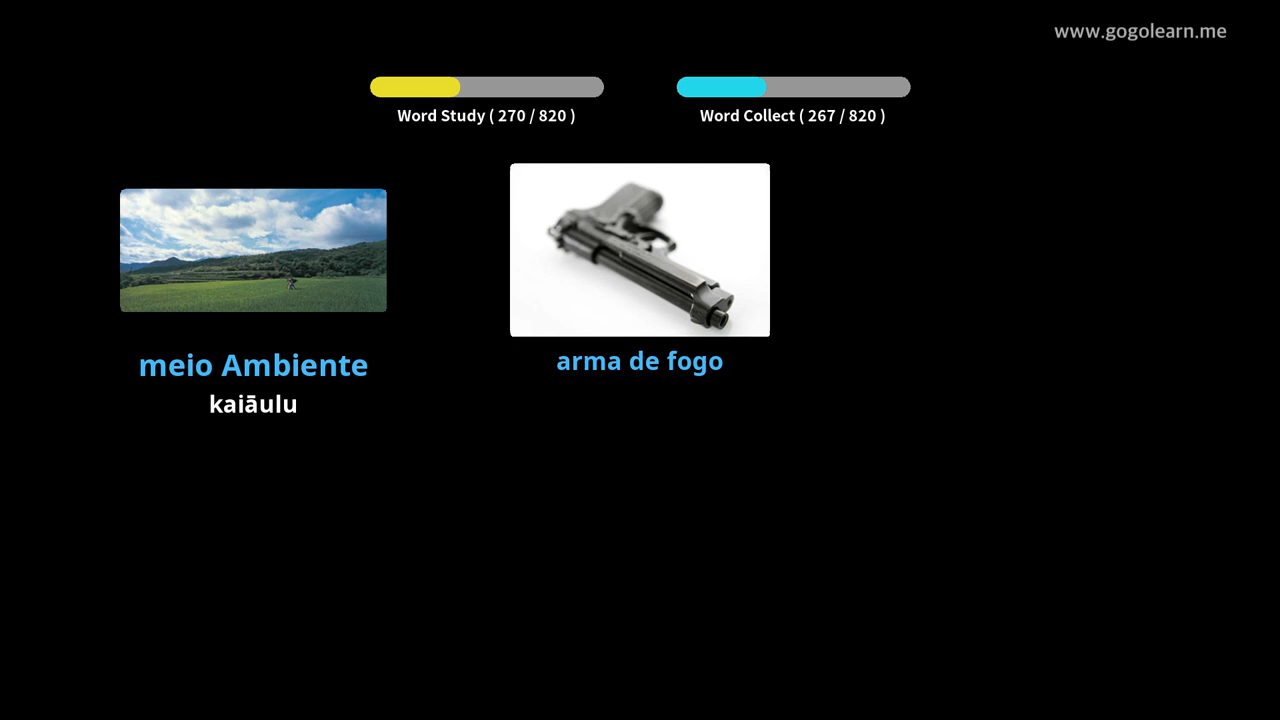 www.gogolearn.me
Word Study ( 270 / 820 )
Word Collect ( 267 / 820 )
meio Ambiente
kaiāulu
arma de fogo